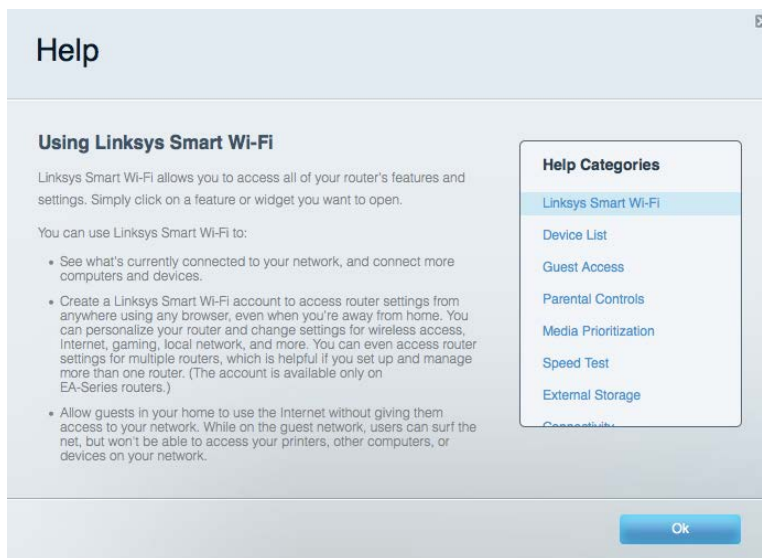 Help
Using Linksys Smart Wi-Fi
Linksys Smart Wi-Fi allows you to access all of your router's features and
settings. Simply click on a feature or widget you want to open.
You can use Linksys Smart Wi-Fi to:
• See what's currently connected to your network, and connect more
computers and devices.
• Create a Linksys Smart Wi-Fi account to access router settings from
anywhere using any browser, even when you're away from home. You
can personalize your router and change settings for wireless access,
Internet, gaming, local network, and more. You can even access router
settings for multiple routers, which is helpful if you set up and manage
more than one router. (The account is available only on
EA-Series routers.)
• Allow guests in your home to use the Internet without giving them
access to your network. While on the guest network, users can surf the
net, but won't be able to access your printers, other computers, or
devices on your network.
Help Categories
Linksys Smart Wi-Fi
Device List
Guest Access
Parental Controls
Media Prioritization
Speed Test
External Storage
Connectivity
Ok